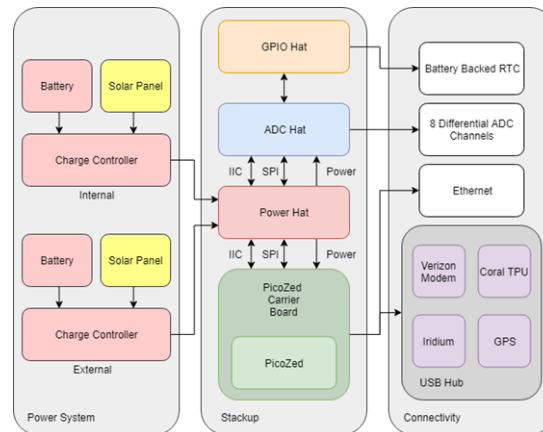 GPIO Hat
Battery
Solar Panel
ADC Hat
Charge Controller
Internal
IIC
SPI
Power
Power Hat
IIC
SPI
Power
Battery
Solar Panel
Charge Controller
External
PicoZed
Carrier
Board
PicoZed
Battery Backed RTC
8 Differential ADC
Channels
Ethernet
Verizon
Modem
Coral TPU
Iridium
GPS
USB Hub
Power System
Stackup
Connectivity